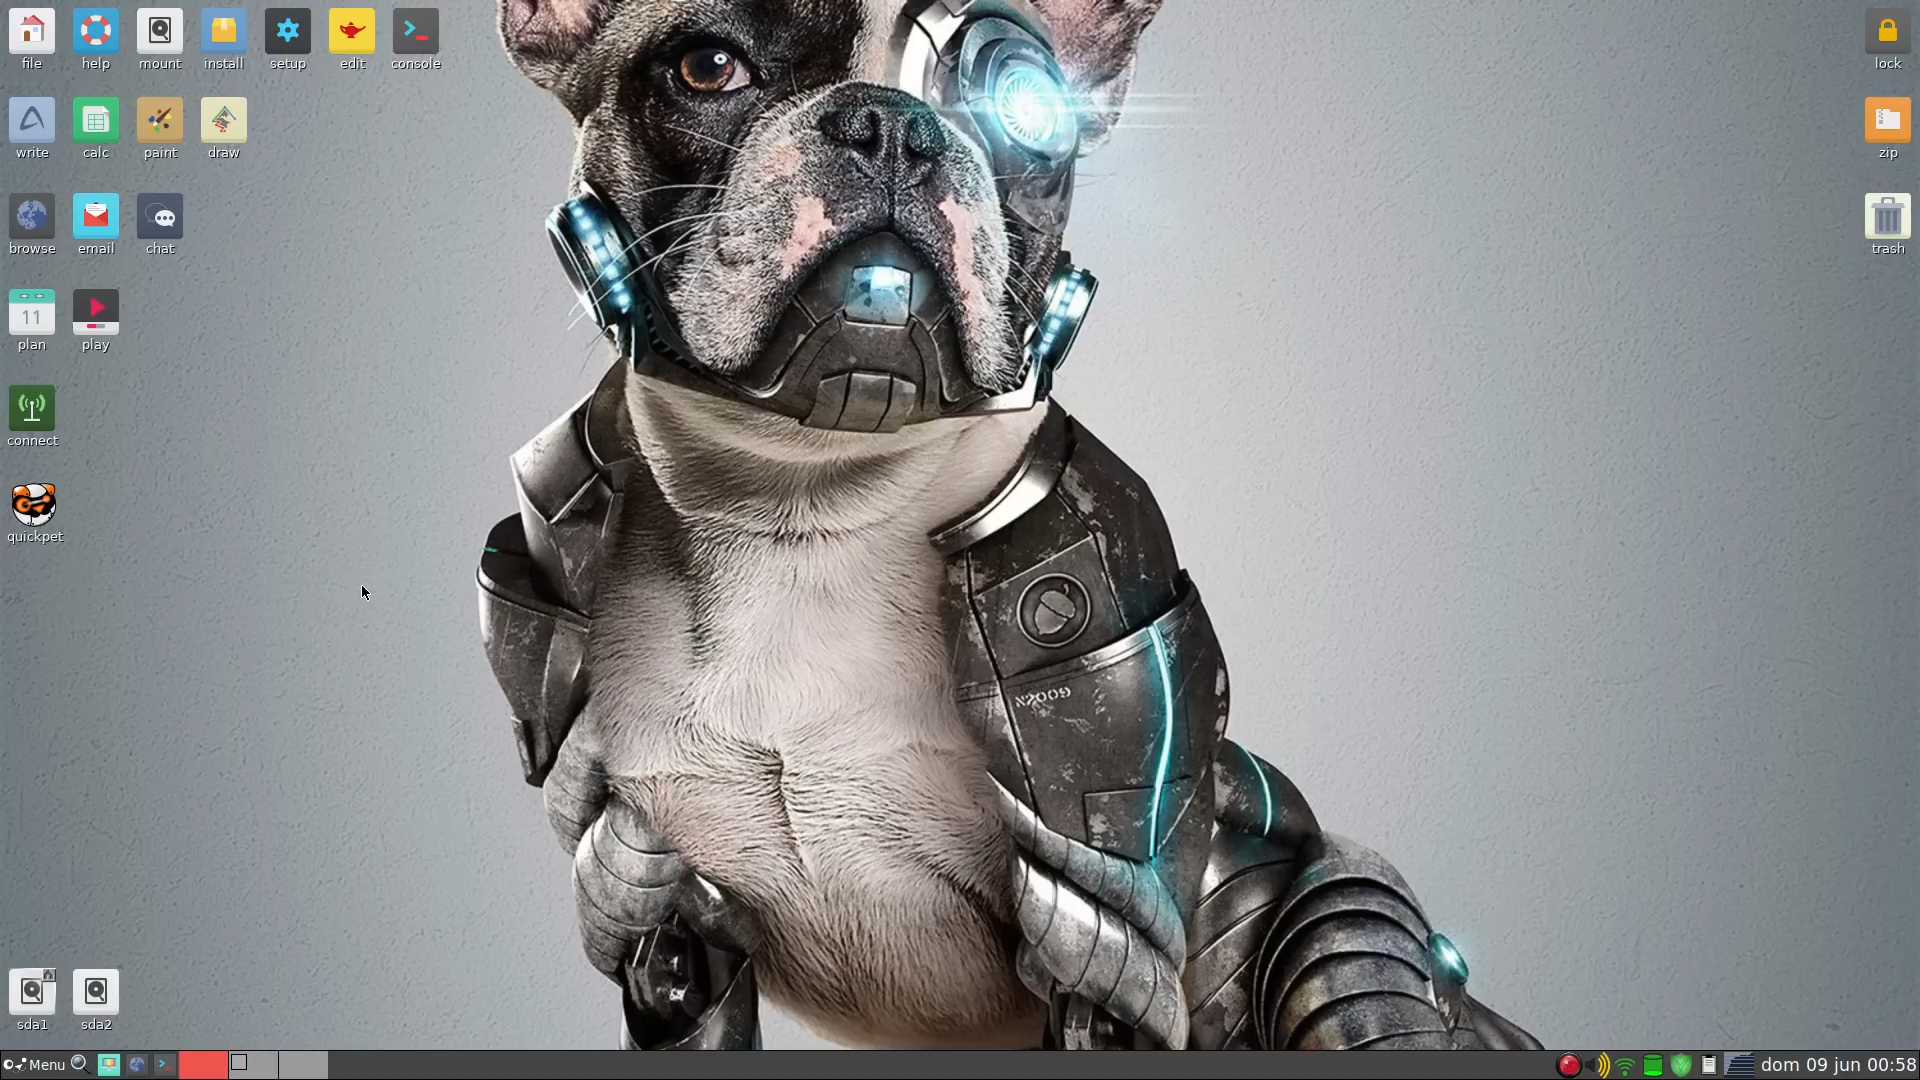 file help mount install setup edit console lock
write calc paint draw zip
browse email chat trash
11
plan play
connect
quickpet
N2009
sda1 sda2
Menu dom 09 jun 00:58